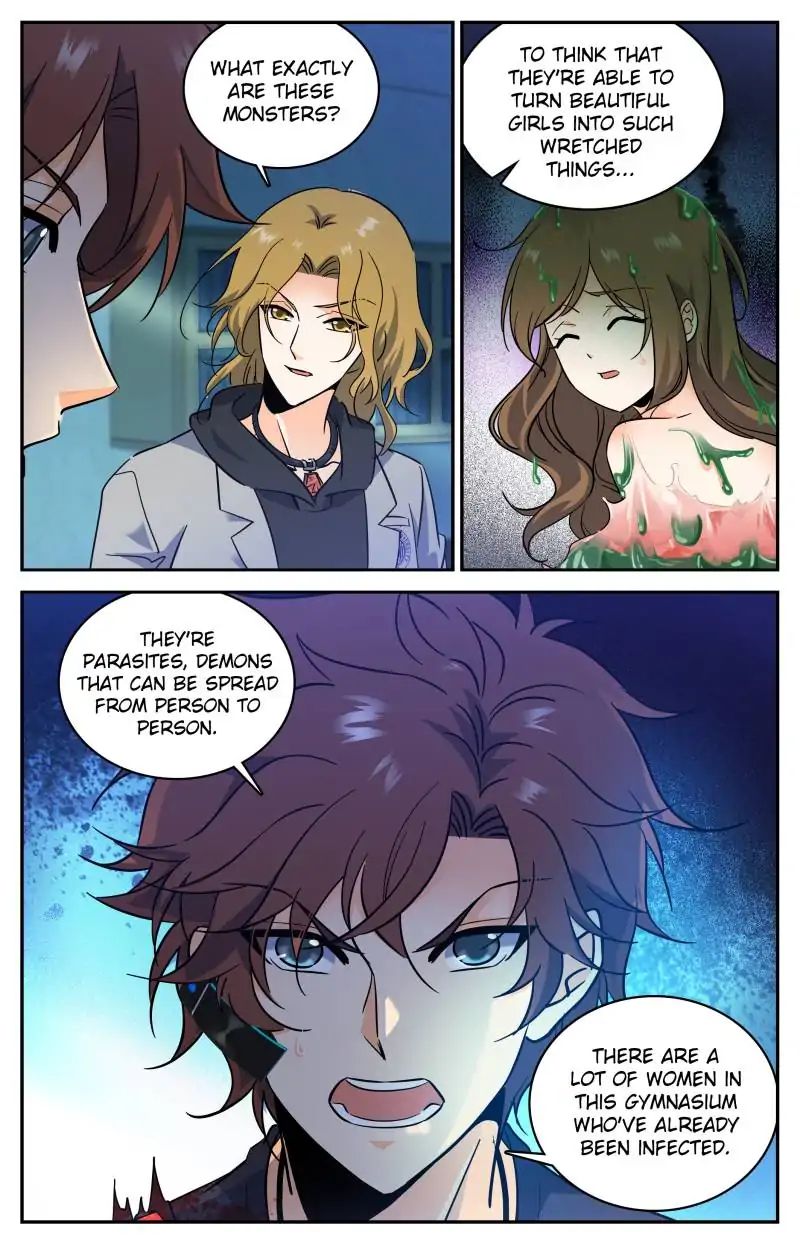 WHAT EXACTLY
ARE THESE
MONSTERS?
TO THINK THAT
THEY'RE ABLE TO
TURN BEAUTIFUL
GIRLS INTO SUCH
WRETCHED
THINGS...
THEY'RE
PARASITES, DEMONS
THAT CAN BE SPREAD
FROM PERSON TO
PERSON.
THERE ARE A
LOT OF WOMEN IN
THIS GYMNASIUM
WHO'VE ALREADY
BEEN INFECTED.